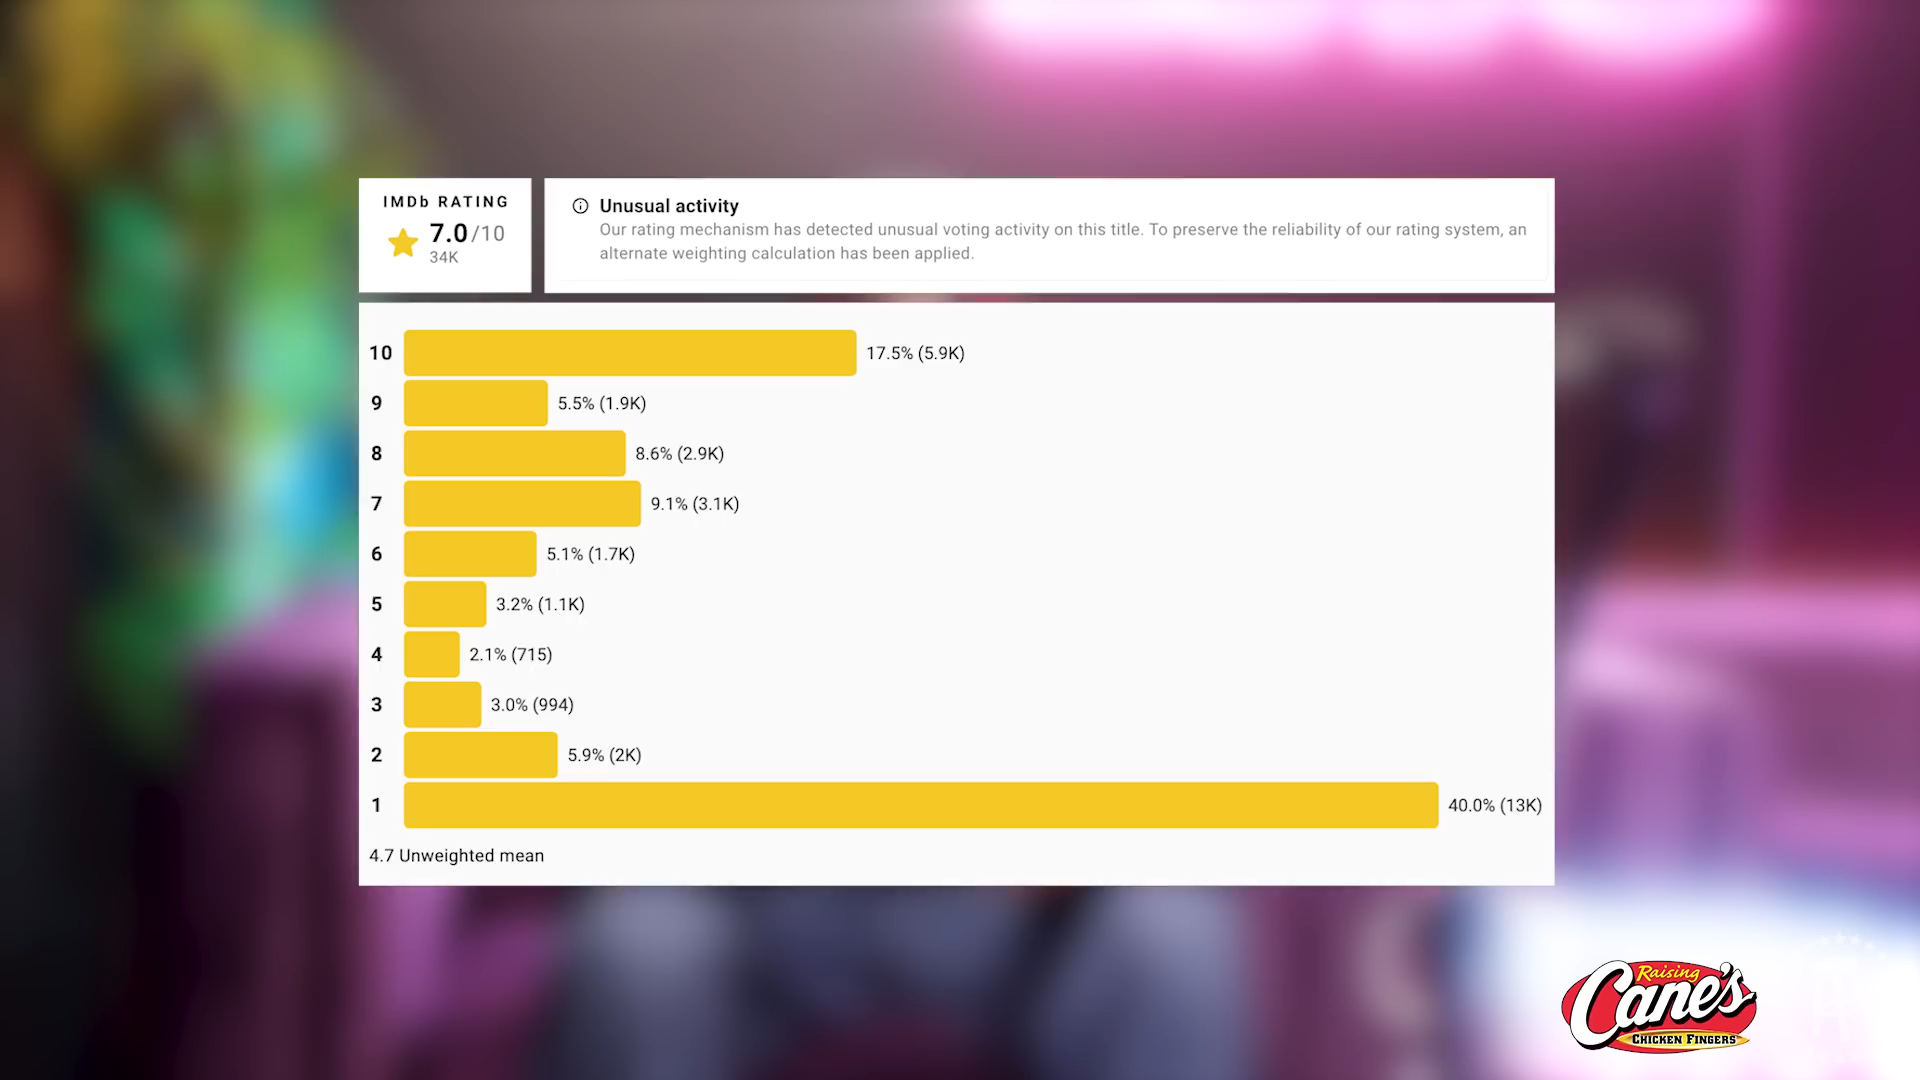 IMDb RATING
7.0/10
34K
Unusual activity
Our rating mechanism has detected unusual voting activity on this title. To preserve the reliability of our rating system, an
alternate weighting calculation has been applied.
10 17.5% (5.9K)
9 5.5% (1.9K)
8 8.6% (2.9K)
7 9.1% (3.1K)
6 5.1% (1.7K)
5 3.2% (1.1K)
4 2.1% (715)
3 3.0% (994)
2 5.9% (2K)
1 40.0% (13K)
4.7 Unweighted mean
Raising
Cane's
CHICKEN FINGERS